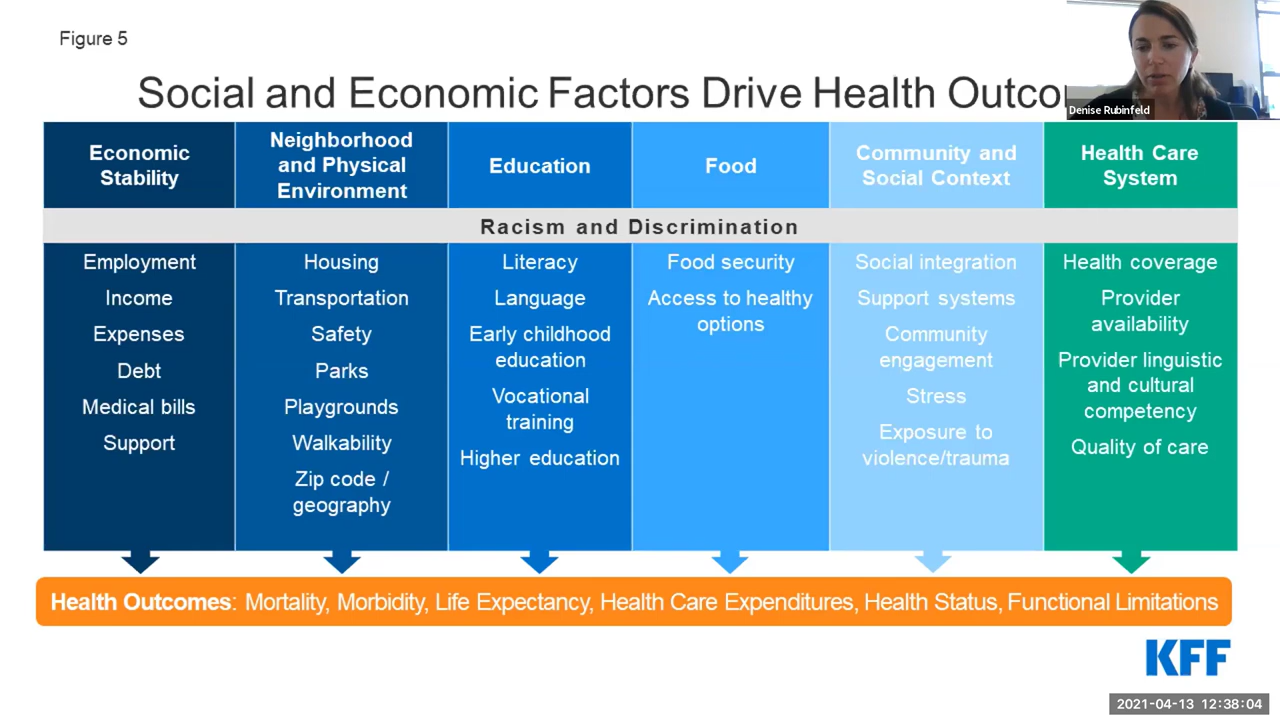 Figure 5
Social and Economic Factors Drive Health Outco
Denise Rubinfeld
Economic
Stability
Neighborhood
and Physical
Environment
Education
Food
Community and
Social Context
Health Care
System
Racism and Discrimination
Employment
Income
Expenses
Debt
Medical bills
Support
Housing
Transportation
Safety
Parks
Playgrounds
Walkability
Zip code /
geography
Literacy
Language
Early childhood
education
Vocational
training
Higher education
Food security
Access to healthy
options
Social integration
Support systems
Community
engagement
Stress
Exposure to
violence/trauma
Health coverage
Provider
availability
Provider linguistic
and cultural
competency
Quality of care
Health Outcomes: Mortality, Morbidity, Life Expectancy, Health Care Expenditures, Health Status, Functional Limitations
KFF
2021-04-13 12:38:04